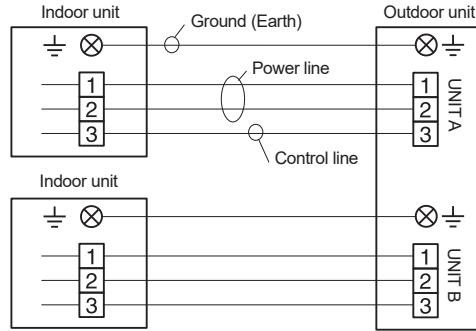 Indoor unit
Outdoor unit
Ground (Earth)
Power line
1
2
3
1
2
3
UNIT A
Control line
Indoor unit
1
2
3
1
2
3
UNIT B